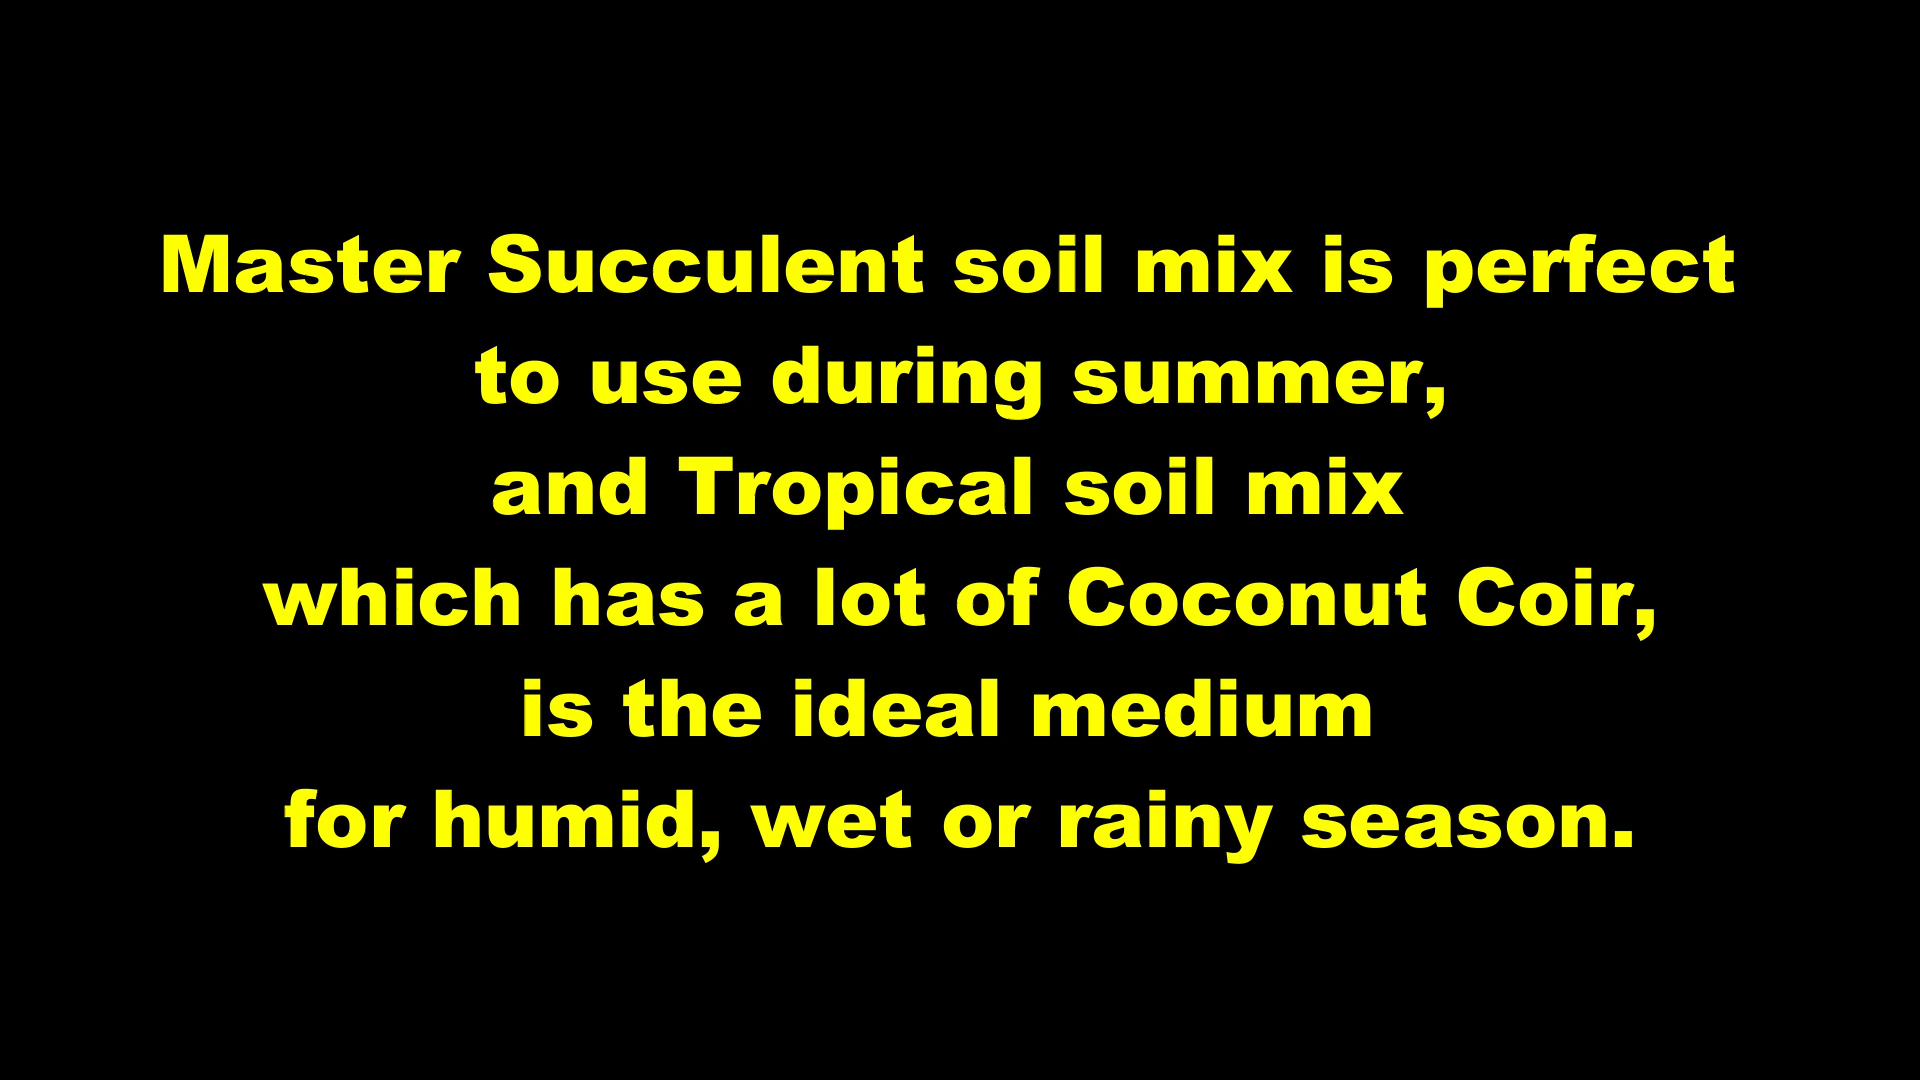 Master Succulent soil mix is perfect
to use during summer,
and Tropical soil mix
which has a lot of Coconut Coir,
is the ideal medium
for humid, wet or rainy season.